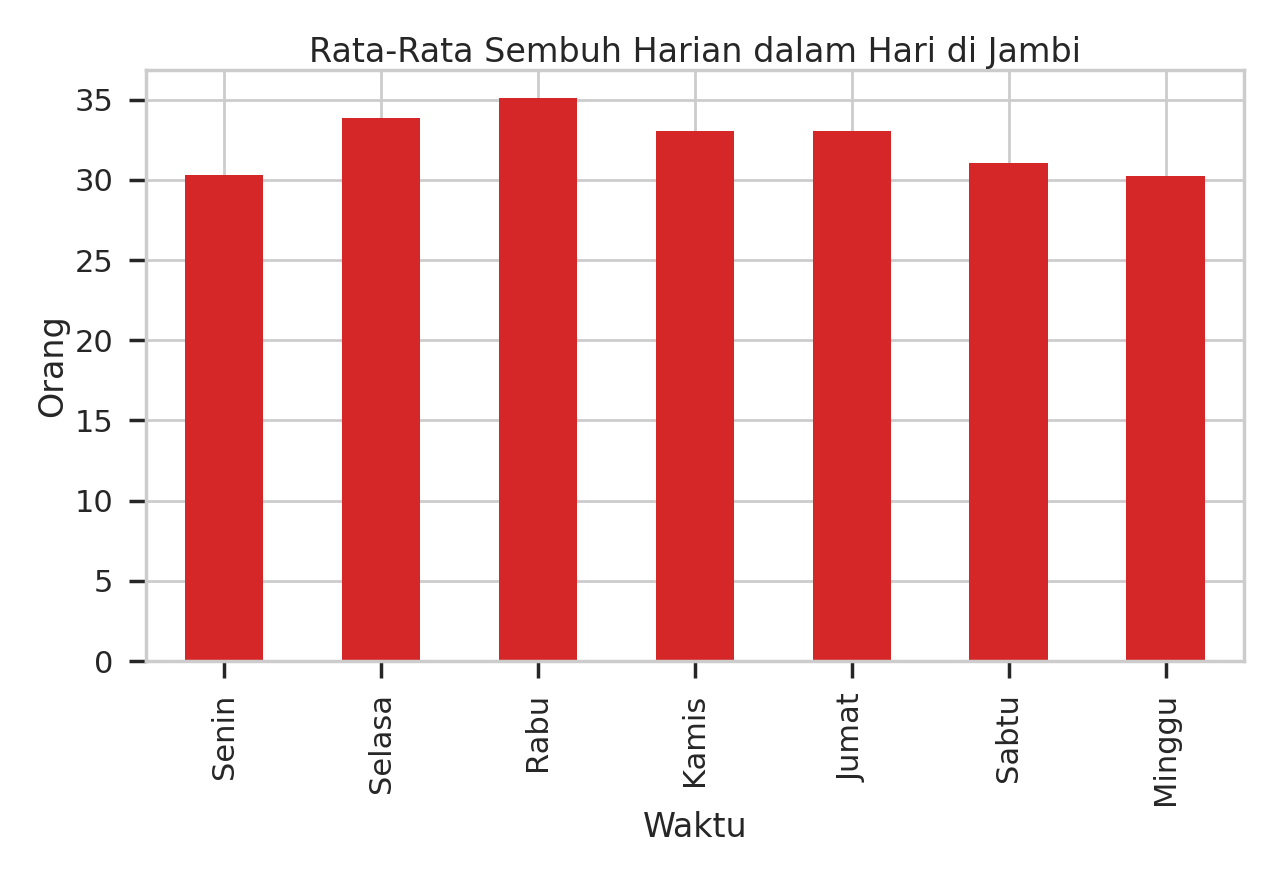 Rata-Rata Sembuh Harian dalam Hari di Jambi
35
30
25
20
15
10
5
0
Orang
Senin
Selasa
Rabu
Kamis
Jumat
Sabtu
Minggu
Waktu